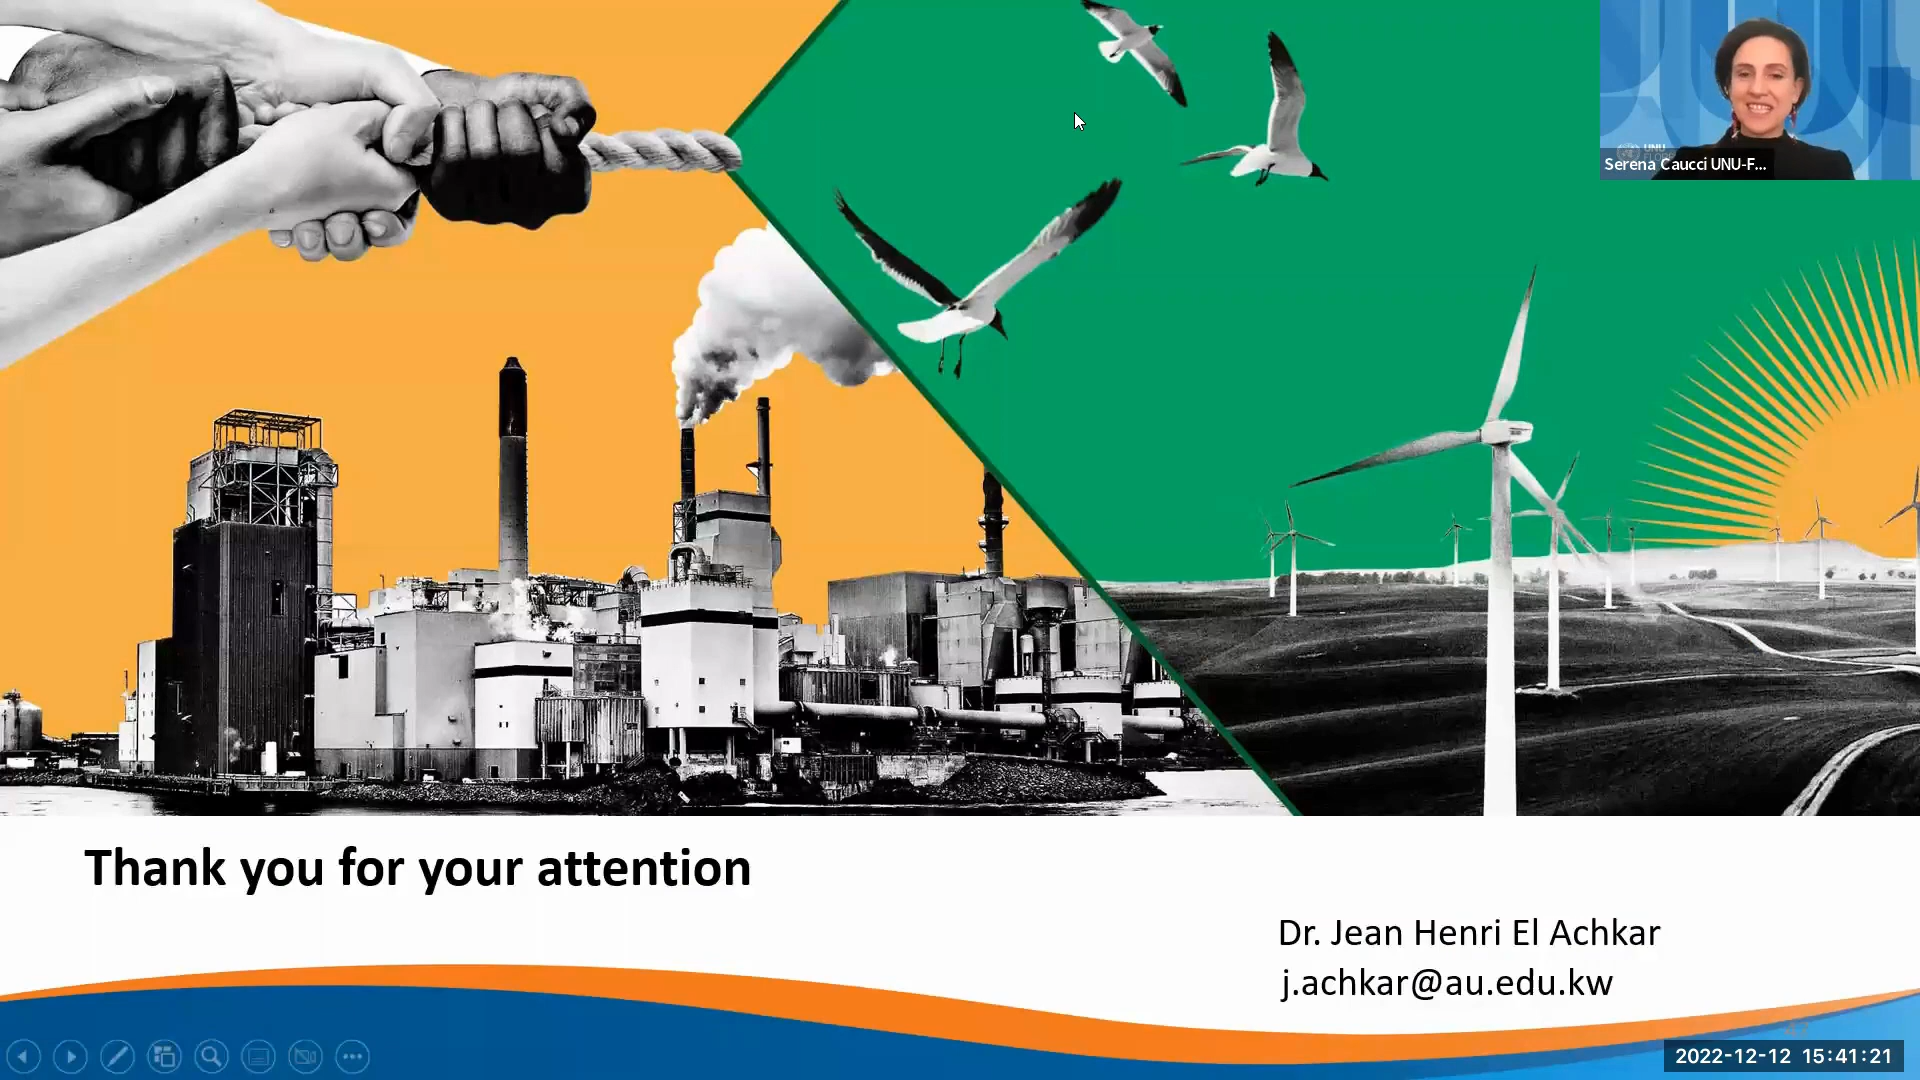 UNU
Serena Caucci UNU-F...
Thank you for your attention
Dr. Jean Henri El Achkar
j.achkar@au.edu.kw
2022-12-12 15:41:21